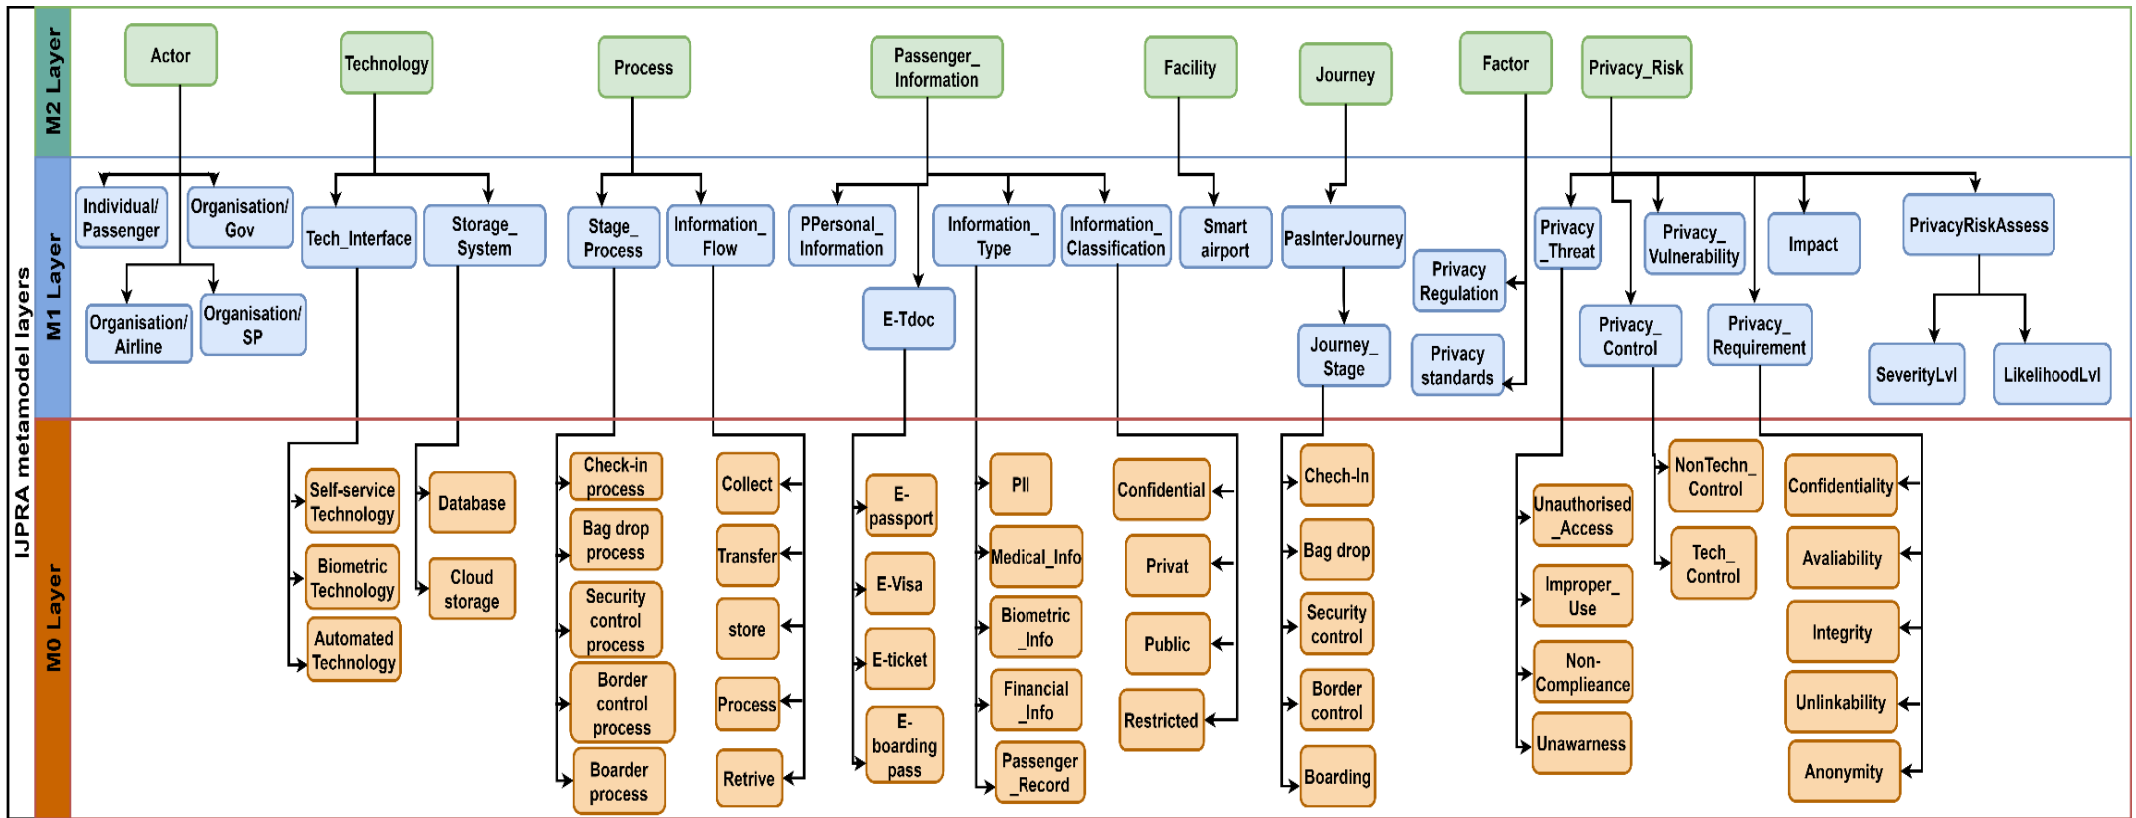 IJPRA metamodel layers
M2 Layer
Actor
Technology
Process
Passenger_
Information
Facility
Journey
Factor
Privacy_Risk
M1 Layer
Individual/
Passenger
Organisation/
Gov
Organisation/
Airline
Organisation/
SP
Tech_Interface
Storage_
System
Stage_
Process
Information_
Flow
PPersonal_
Information
E-Tdoc
Information_
Type
Information_
Classification
Smart
airport
PasInterJourney
Journey_
Stage
Privacy
Regulation
Privacy
standards
Privacy
_Threat
Privacy_
Control
Privacy_
Vulnerability
Privacy_
Requirement
Impact
PrivacyRiskAssess
SeverityLvl
LikelihoodLvl
M0 Layer
Self-service
Technology
Biometric
Technology
Automated
Technology
Database
Cloud
storage
Check-in
process
Bag drop
process
Security
control
process
Border
control
process
Boarder
process
Collect
Transfer
store
Process
Retrive
E-
passport
E-Visa
E-ticket
E-
boarding
pass
PII
Medical_Info
Biometric
_Info
Financial
_Info
Passenger
_Record
Confidential
Privat
Public
Restricted
Chech-In
Bag drop
Security
control
Border
control
Boarding
Unauthorised
_Access
Improper_
Use
Non-
Complieance
Unawarness
NonTechn_
Control
Tech_
Control
Confidentiality
Avaliability
Integrity
Unlinkability
Anonymity